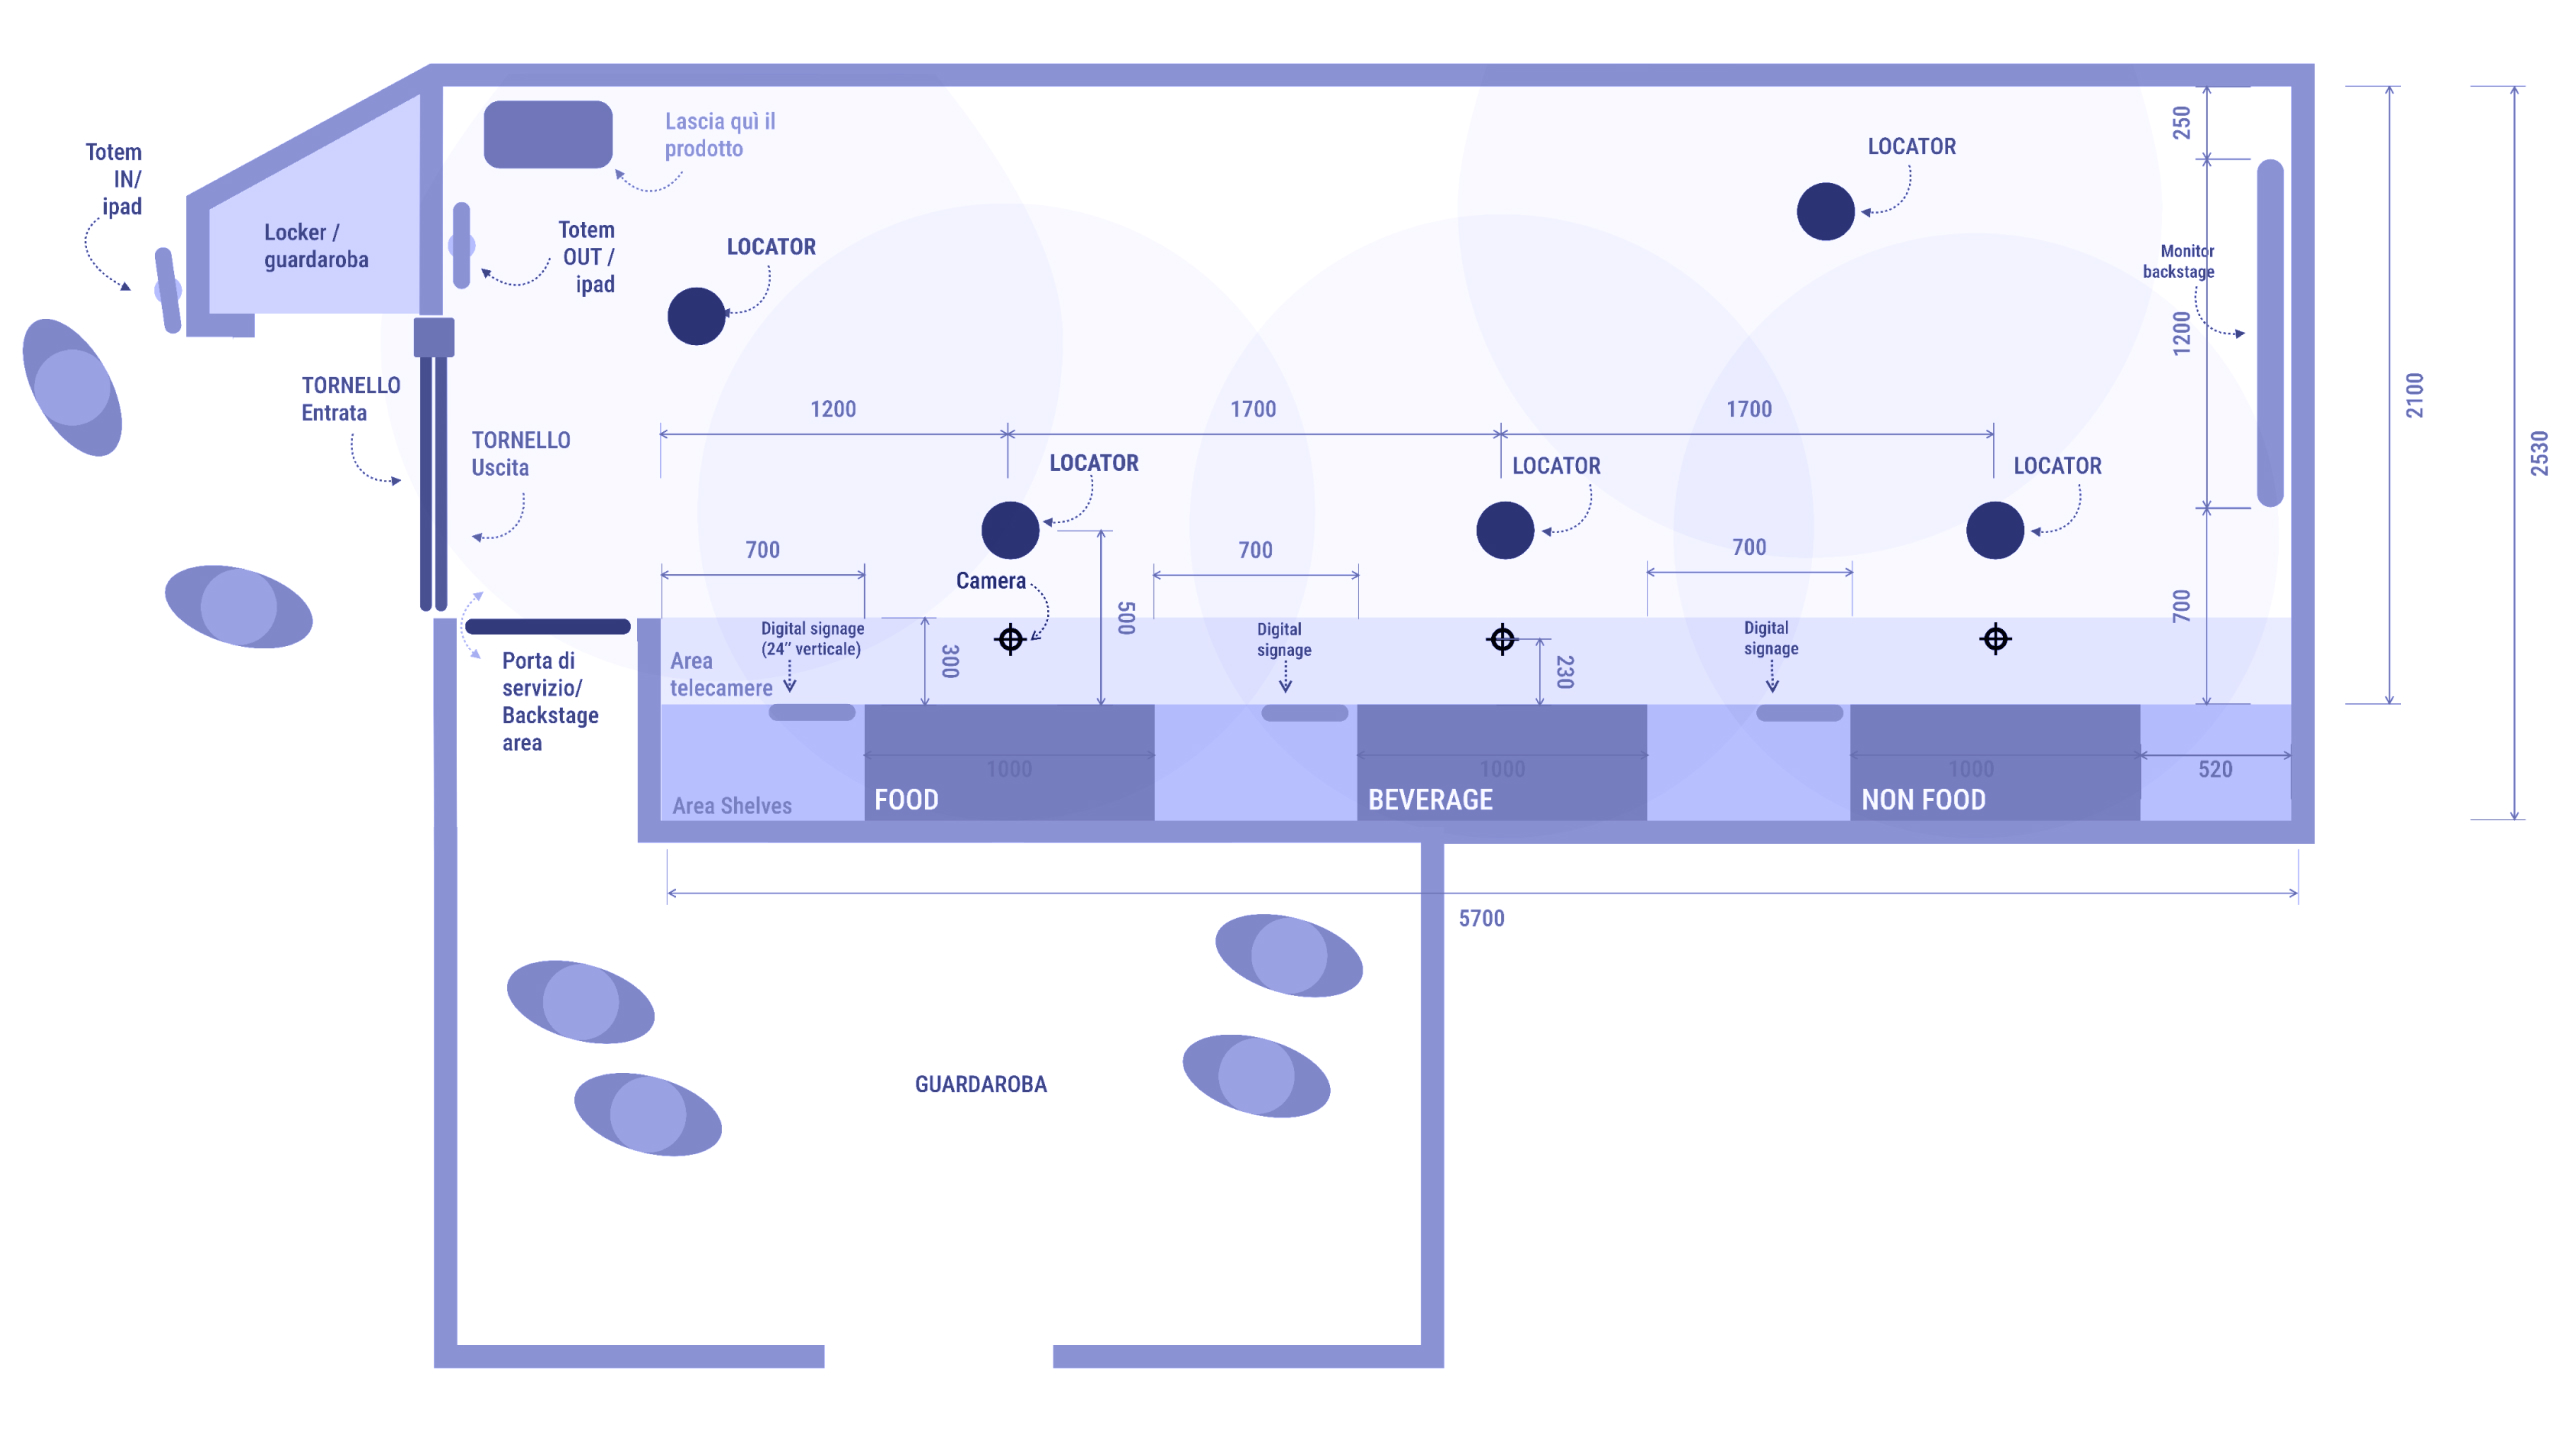 Totem
IN/
ipad
Locker /
guardaroba
Lascia quì il
prodotto
Totem
OUT /
ipad
LOCATOR
LOCATOR
250
Monitor
backstage
1200
700
2100
2530
TORNELLO
Entrata
TORNELLO
Uscita
1200
1700
1700
LOCATOR
LOCATOR
LOCATOR
700
Camera
700
700
500
Digital signage
(24” verticale)
Digital
signage
Digital
signage
Area
telecamere
300
230
Porta di
servizio/
Backstage
area
1000
1000
1000
520
Area Shelves
FOOD
BEVERAGE
NON FOOD
5700
GUARDAROBA